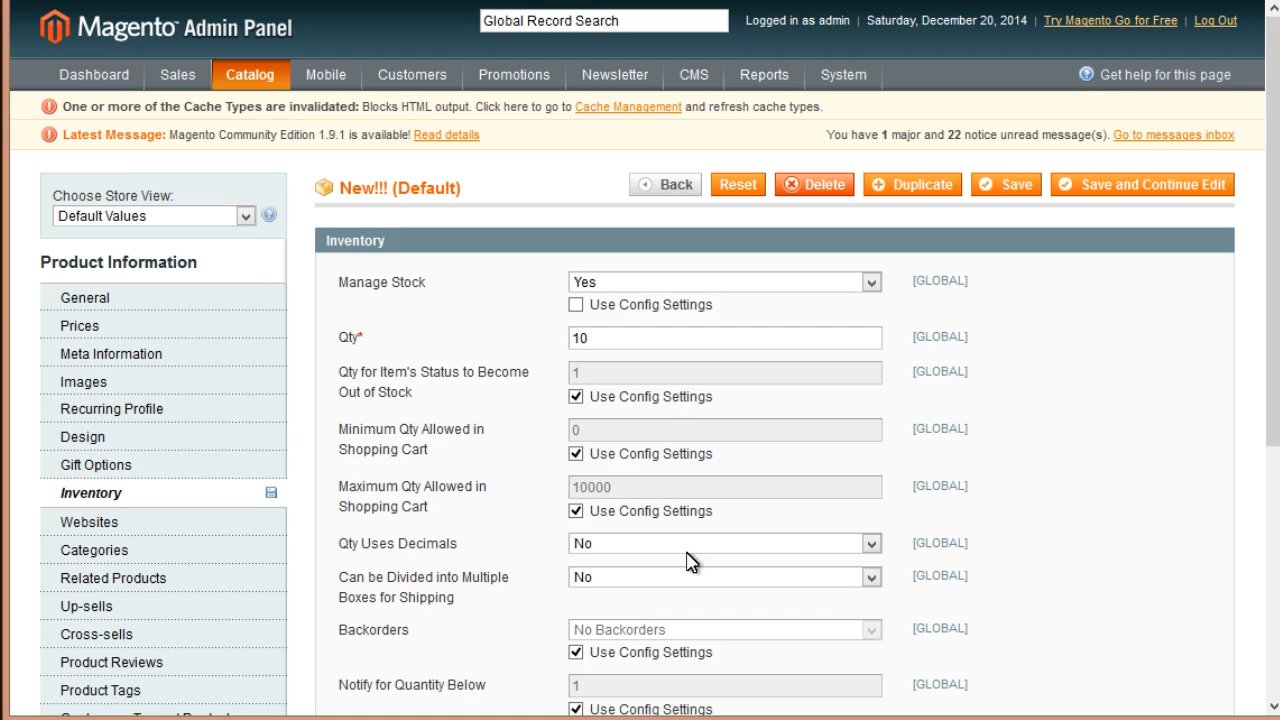 Magento™ Admin Panel
Global Record Search
Logged in as admin | Saturday, December 20, 2014 | Try Magento Go for Free | Log Out
Dashboard Sales Catalog Mobile Customers Promotions Newsletter CMS Reports System Get help for this page
One or more of the Cache Types are invalidated: Blocks HTML output. Click here to go to Cache Management and refresh cache types.
Latest Message: Magento Community Edition 1.9.1 is available! Read details You have 1 major and 22 notice unread message(s). Go to messages inbox
Choose Store View:
Default Values
Product Information
General
Prices
Meta Information
Images
Recurring Profile
Design
Gift Options
Inventory
Websites
Categories
Related Products
Up-sells
Cross-sells
Product Reviews
Product Tags
New!!! (Default) Back Reset Delete Duplicate Save Save and Continue Edit
Inventory
Manage Stock Yes [GLOBAL]
Use Config Settings
Qty* 10 [GLOBAL]
Qty for Item's Status to Become 1 [GLOBAL]
Out of Stock Use Config Settings
Minimum Qty Allowed in 0 [GLOBAL]
Shopping Cart Use Config Settings
Maximum Qty Allowed in 10000 [GLOBAL]
Shopping Cart Use Config Settings
Qty Uses Decimals No [GLOBAL]
Can be Divided into Multiple No [GLOBAL]
Boxes for Shipping
Backorders No Backorders [GLOBAL]
Use Config Settings
Notify for Quantity Below 1 [GLOBAL]
Use Config Settings